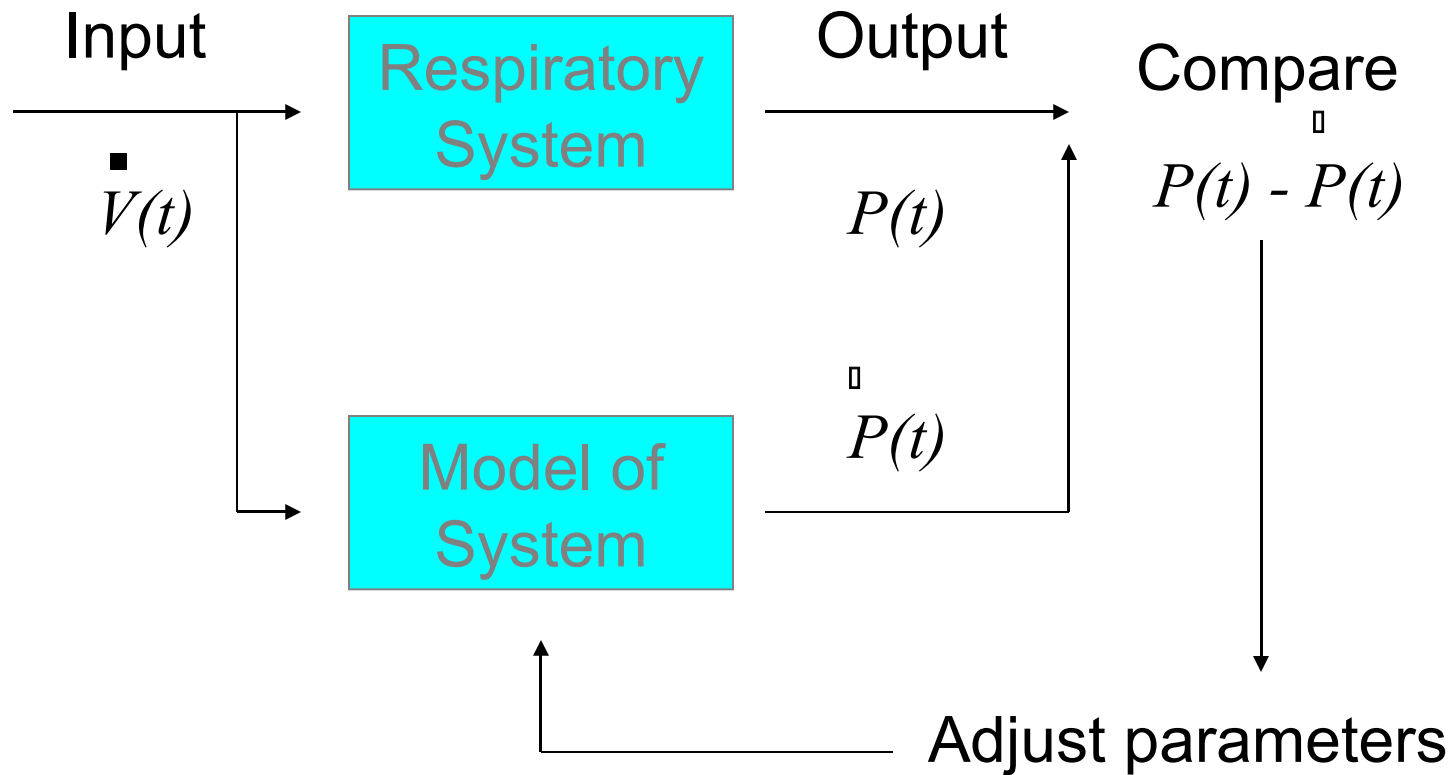 Input
Respiratory
System
Output
Compare
▯
P(t) - P(t)
▪
V(t)
P(t)
▯
P(t)
Model of
System
Adjust parameters